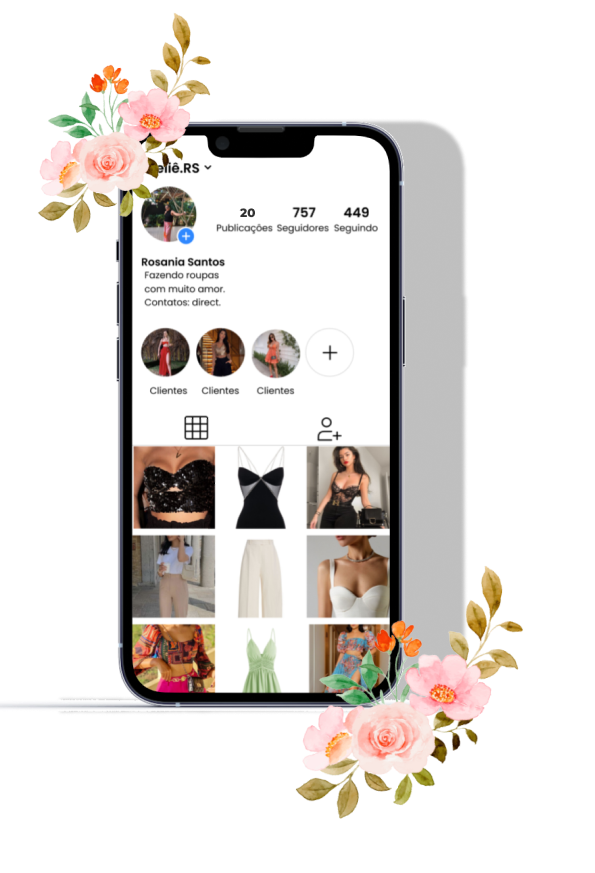 eliê.RS
20 757 449
Publicações Seguidores Seguindo
Rosania Santos
Fazendo roupas
com muito amor.
Contatos: direct.
Clientes Clientes Clientes